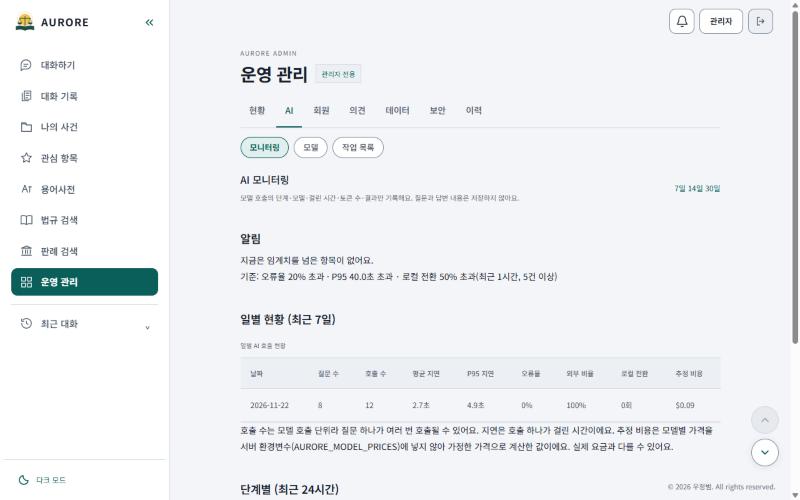 AURORE
관리자
대화하기
대화 기록
나의 사건
관심 항목
용어사전
법규 검색
판례 검색
운영 관리
최근 대화
다크 모드
AURORE ADMIN
운영 관리
관리자 전용
현황 AI 회원 의견 데이터 보안 이력
모니터링 모델 작업 목록
AI 모니터링
모델 호출의 단계·모델·걸린 시간·토큰 수·결과만 기록해요. 질문과 답변 내용은 저장하지 않아요.
7일 14일 30일
알림
지금은 임계치를 넘은 항목이 없어요.
기준: 오류율 20% 초과 · P95 40.0초 초과 · 로컬 전환 50% 초과(최근 1시간, 5건 이상)
일별 현황 (최근 7일)
일별 AI 호출 현황
날짜 질문 수 호출 수 평균 지연 P95 지연 오류율 외부 비율 로컬 전환 추정 비용
2026-11-22 8 12 2.7초 4.9초 0% 100% 0회 $0.09
호출 수는 모델 호출 단위라 질문 하나가 여러 번 호출될 수 있어요. 지연은 호출 하나가 걸린 시간이에요. 추정 비용은 모델별 가격을
서버 환경변수(AURORE_MODEL_PRICES)에 넣지 않아 가정한 가격으로 계산한 값이에요. 실제 요금과 다를 수 있어요.
단계별 (최근 24시간)
© 2026 우정범. All rights reserved.